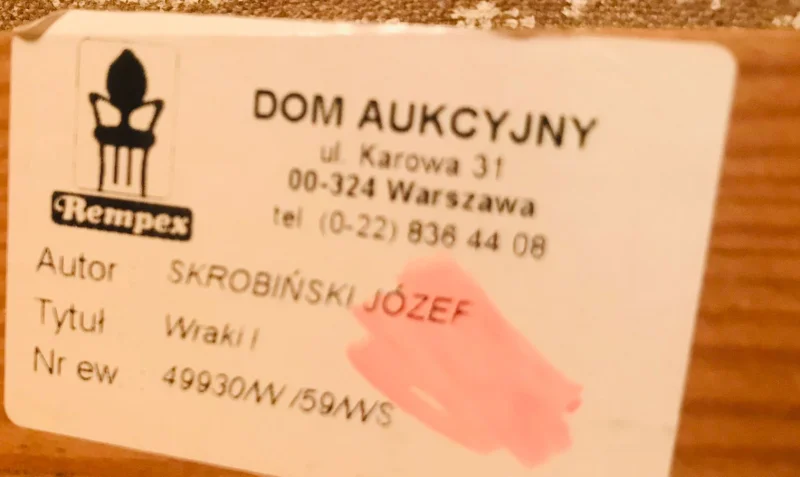 Rempex
DOM AUKCYJNY
ul. Karowa 31
00-324 Warszawa
tel (0-22) 836 44 08
Autor SKROBIŃSKI JÓZEF
Tytuł Wraki I
Nr ew 49930/W /59/W/S